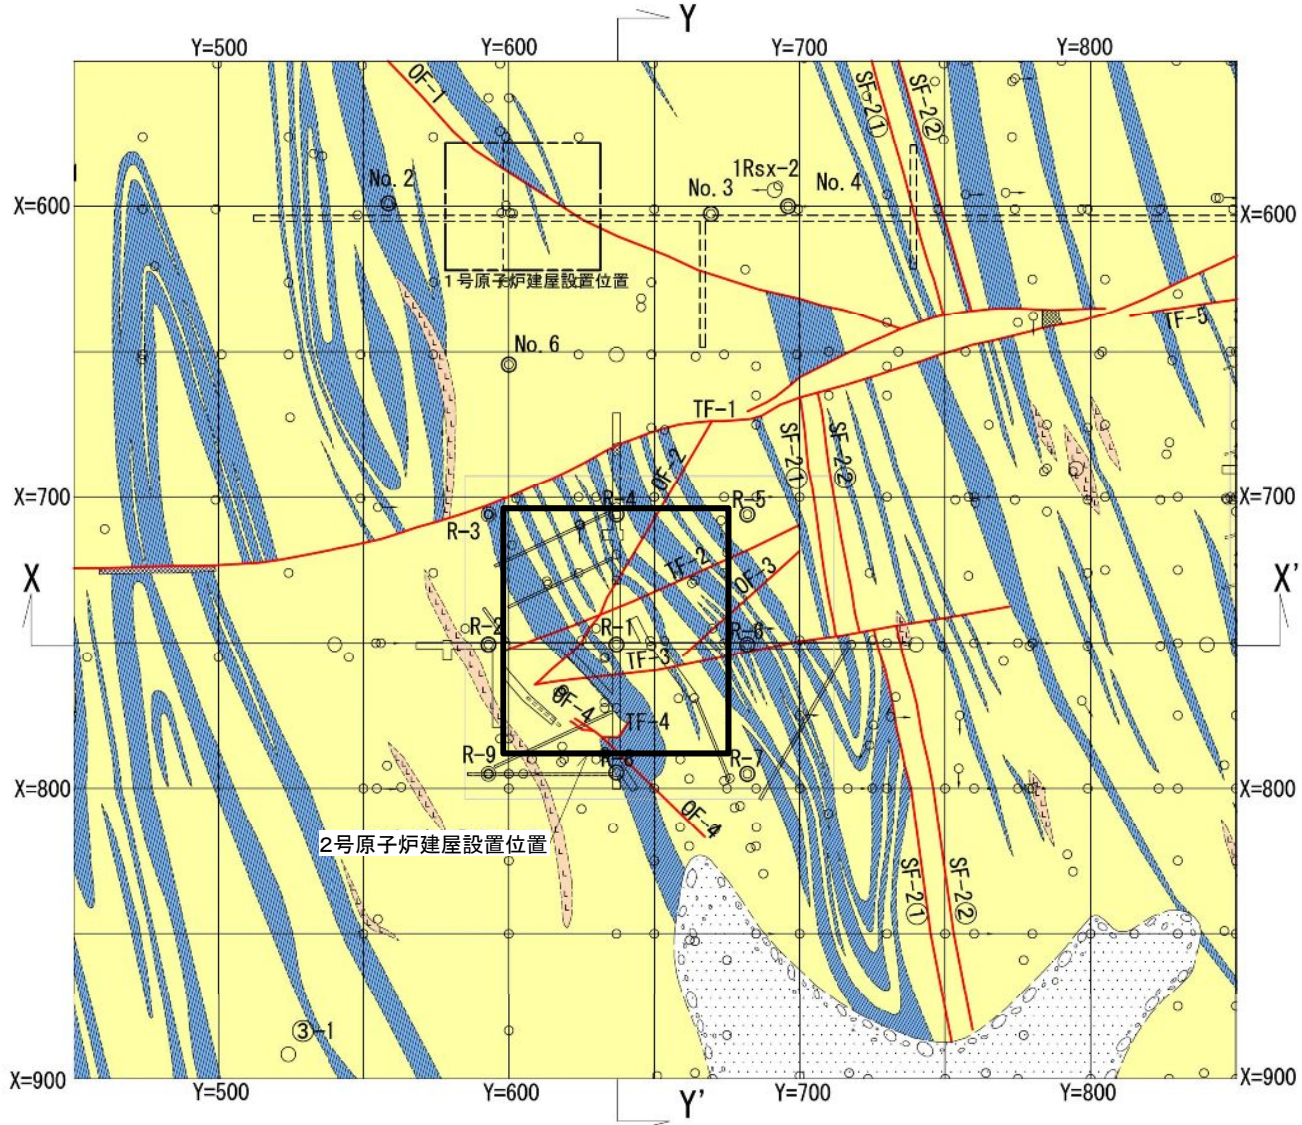 Y
Y=500 Y=600 Y=700 Y=800
OF-1
SF-2①
SF-2②
No.2
1Rsx-2
No.3
No.4
X=600
X=600
1号原子炉建屋設置位置
TF-5
No.6
TF-1
SF-2①
SF-2②
OF-2
X=700
R-3
R-4
R-5
X=700
TF-2
OF-3
X
X'
R-2
R-1
R-6
TF-3
OF-4
TF-4
R-9
R-8
R-7
X=800
X=800
OF-4
2号原子炉建屋設置位置
SF-2①
SF-2②
③-1
X=900
X=900
Y=500 Y=600 Y=700 Y=800
Y'